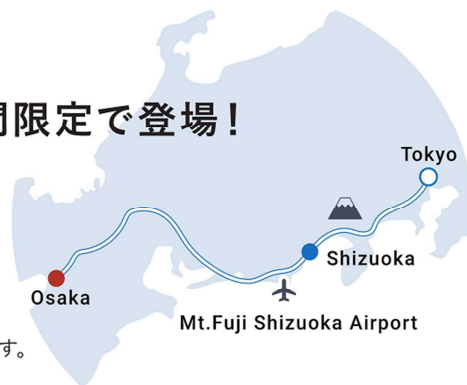 間限定で登場！
Tokyo
Shizuoka
Osaka
Mt.Fuji Shizuoka Airport
す。